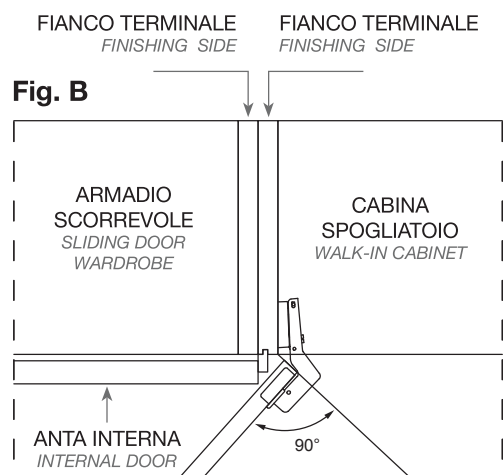 FIANCO TERMINALE
FINISHING SIDE
FIANCO TERMINALE
FINISHING SIDE
Fig. B
ARMADIO
SCORREVOLE
SLIDING DOOR
WARDROBE
CABINA
SPOGLIATOIO
WALK-IN CABINET
ANTA INTERNA
INTERNAL DOOR
90°